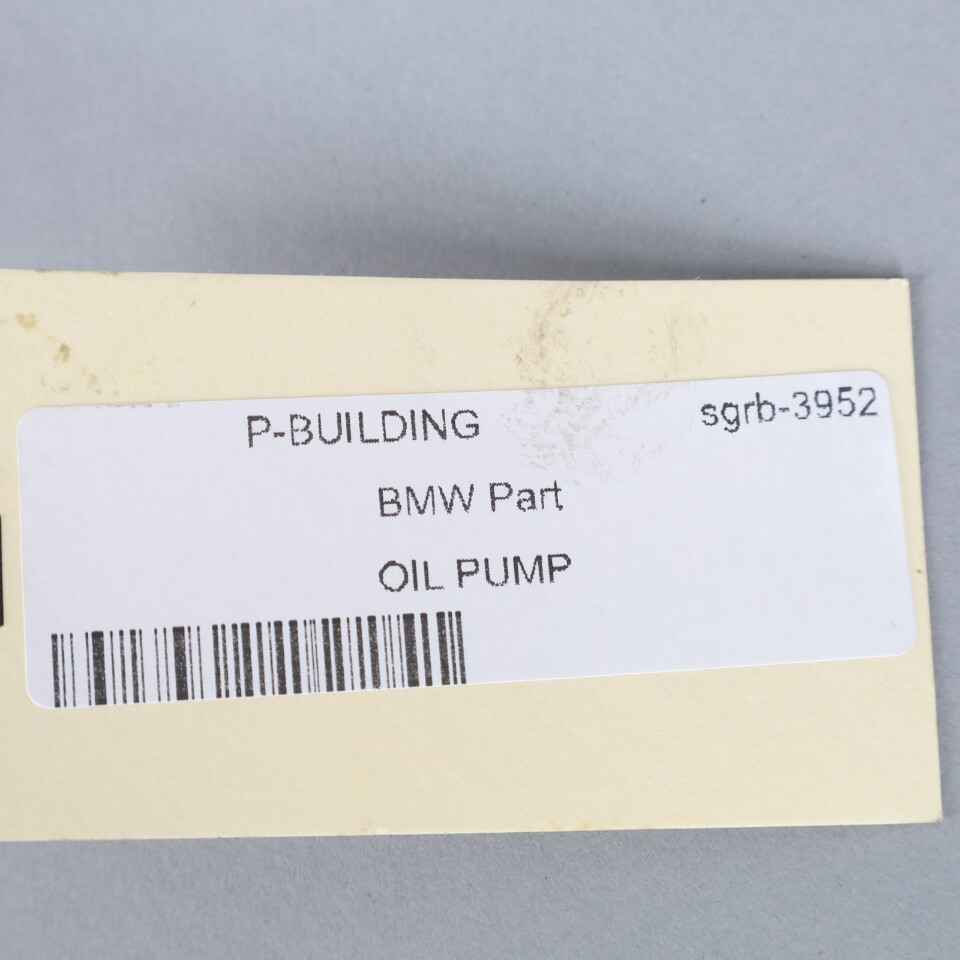 P-BUILDING sgrb-3952
BMW Part
OIL PUMP